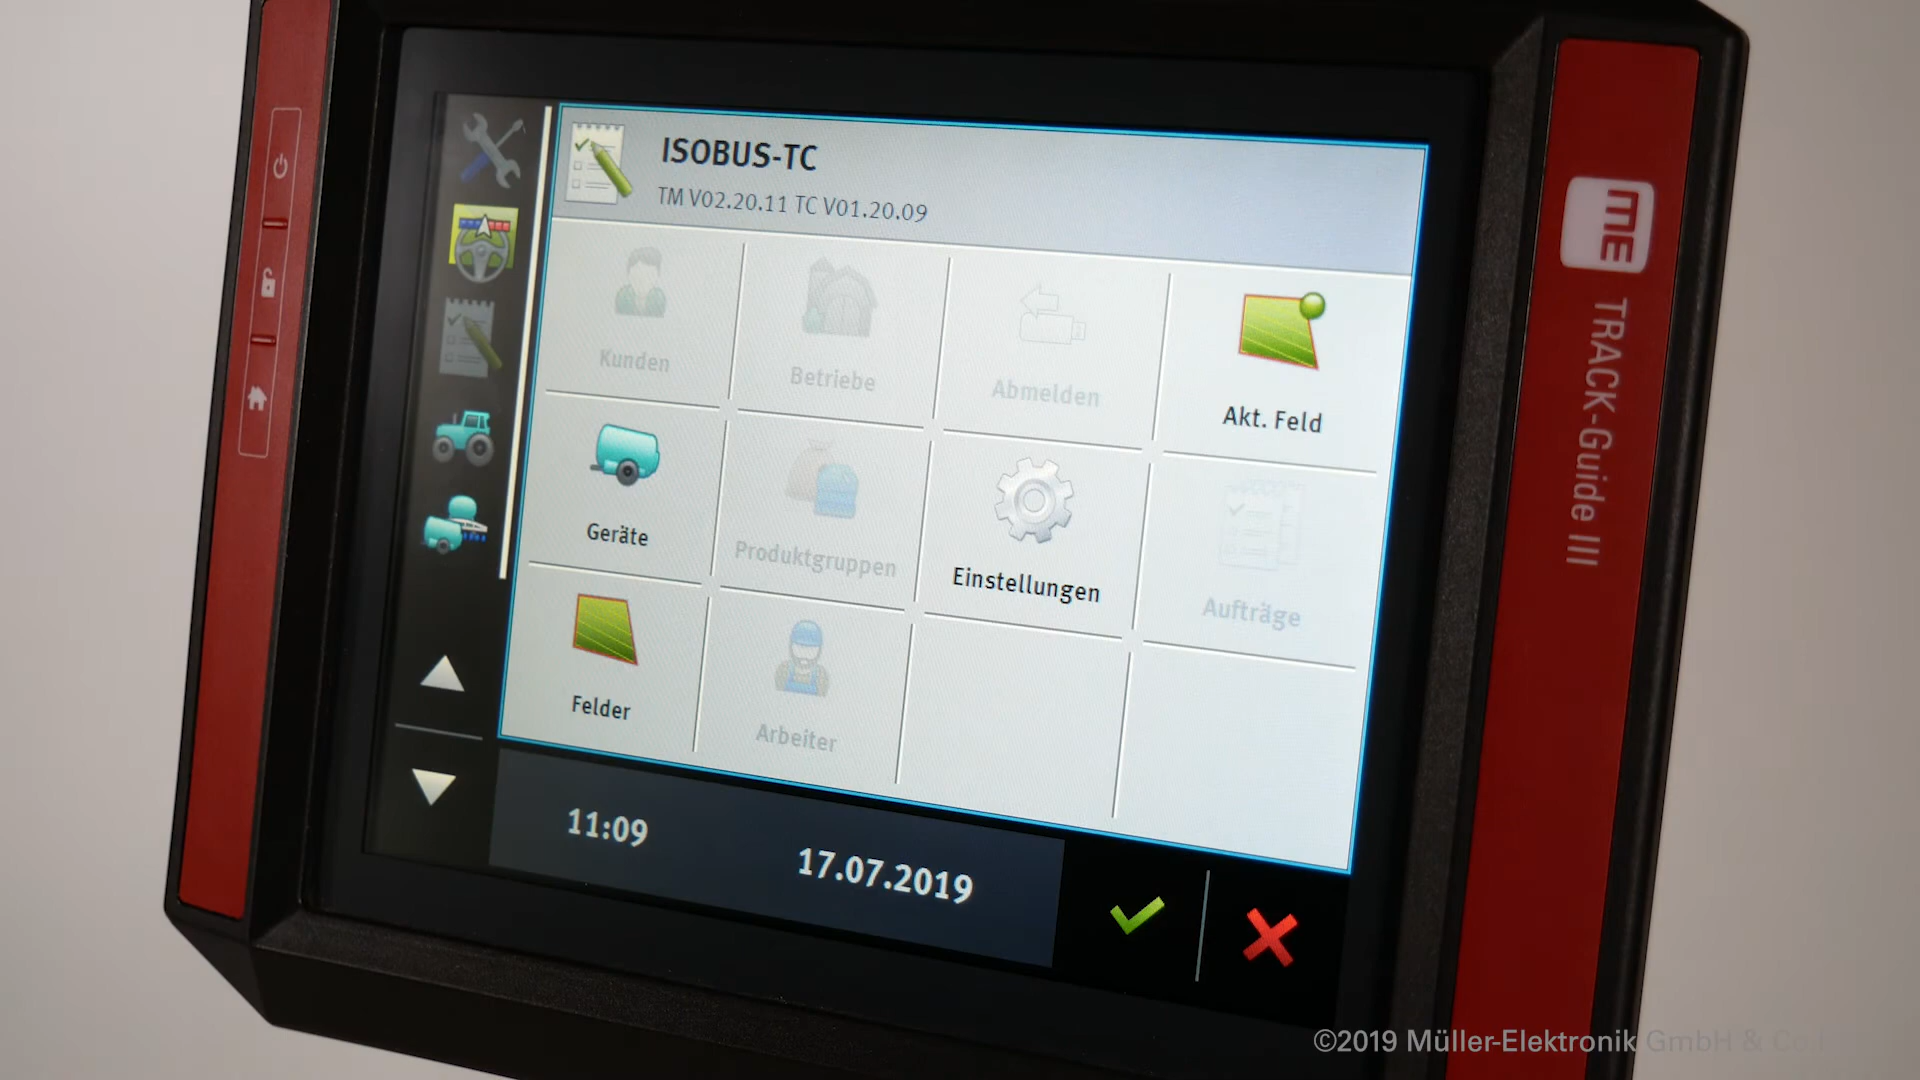 ISOBUS-TC
TM V02.20.11 TC V01.20.09
Kunden
Betriebe
Abmelden
Akt. Feld
Geräte
Produktgruppen
Einstellungen
Aufträge
Felder
Arbeiter
11:09
17.07.2019
ME
TRACK-Guide III
©2019 Müller-Elektronik GmbH & Co